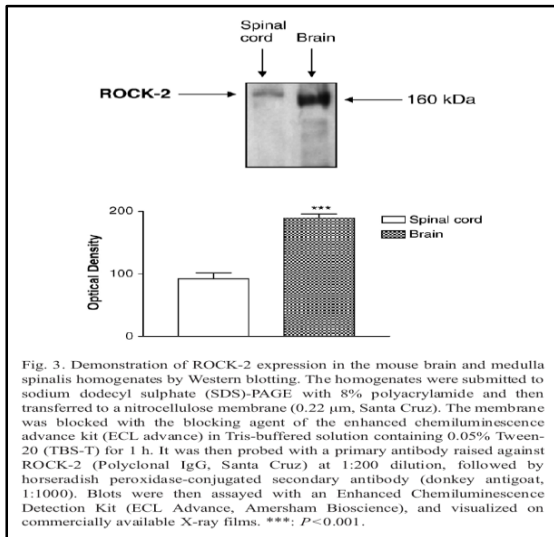 Spinal
cord Brain
ROCK-2 160 kDa
200
***
Spinal cord
Brain
100
Optical Density
0
Fig. 3. Demonstration of ROCK-2 expression in the mouse brain and medulla
spinalis homogenates by Western blotting. The homogenates were submitted to
sodium dodecyl sulphate (SDS)-PAGE with 8% polyacrylamide and then
transferred to a nitrocellulose membrane (0.22 μm, Santa Cruz). The membrane
was blocked with the blocking agent of the enhanced chemiluminescence
advance kit (ECL advance) in Tris-buffered solution containing 0.05% Tween-
20 (TBS-T) for 1 h. It was then probed with a primary antibody raised against
ROCK-2 (Polyclonal IgG, Santa Cruz) at 1:200 dilution, followed by
horseradish peroxidase-conjugated secondary antibody (donkey antigoat,
1:1000). Blots were then assayed with an Enhanced Chemiluminescence
Detection Kit (ECL Advance, Amersham Bioscience), and visualized on
commercially available X-ray films. ***: P<0.001.